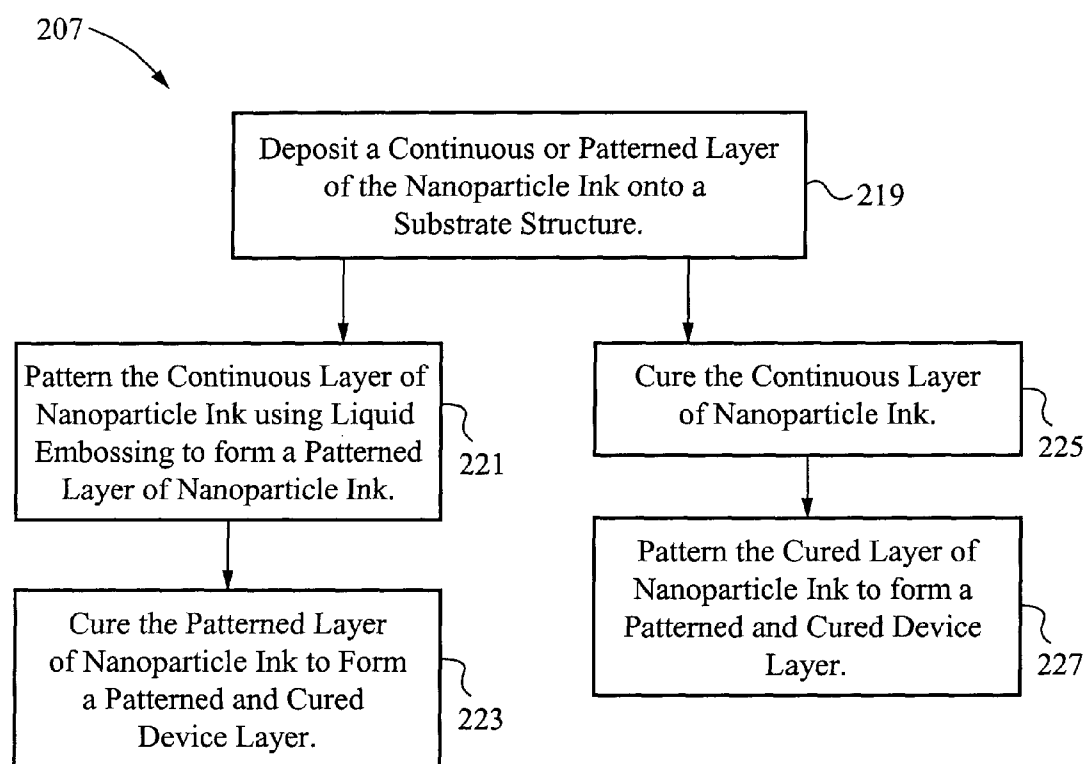 207
Deposit a Continuous or Patterned Layer
of the Nanoparticle Ink onto a
Substrate Structure.
219
Pattern the Continuous Layer of
Nanoparticle Ink using Liquid
Embossing to form a Patterned
Layer of Nanoparticle Ink.
221
Cure the Patterned Layer
of Nanoparticle Ink to Form
a Patterned and Cured
Device Layer.
223
Cure the Continuous Layer
of Nanoparticle Ink.
225
Pattern the Cured Layer of
Nanoparticle Ink to form a
Patterned and Cured Device
Layer.
227